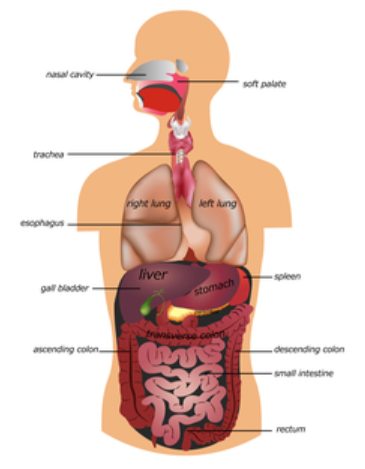 nasal cavity
soft palate
trachea
right lung
left lung
esophagus
liver
stomach
spleen
gall bladder
transverse colon
ascending colon
descending colon
small intestine
rectum